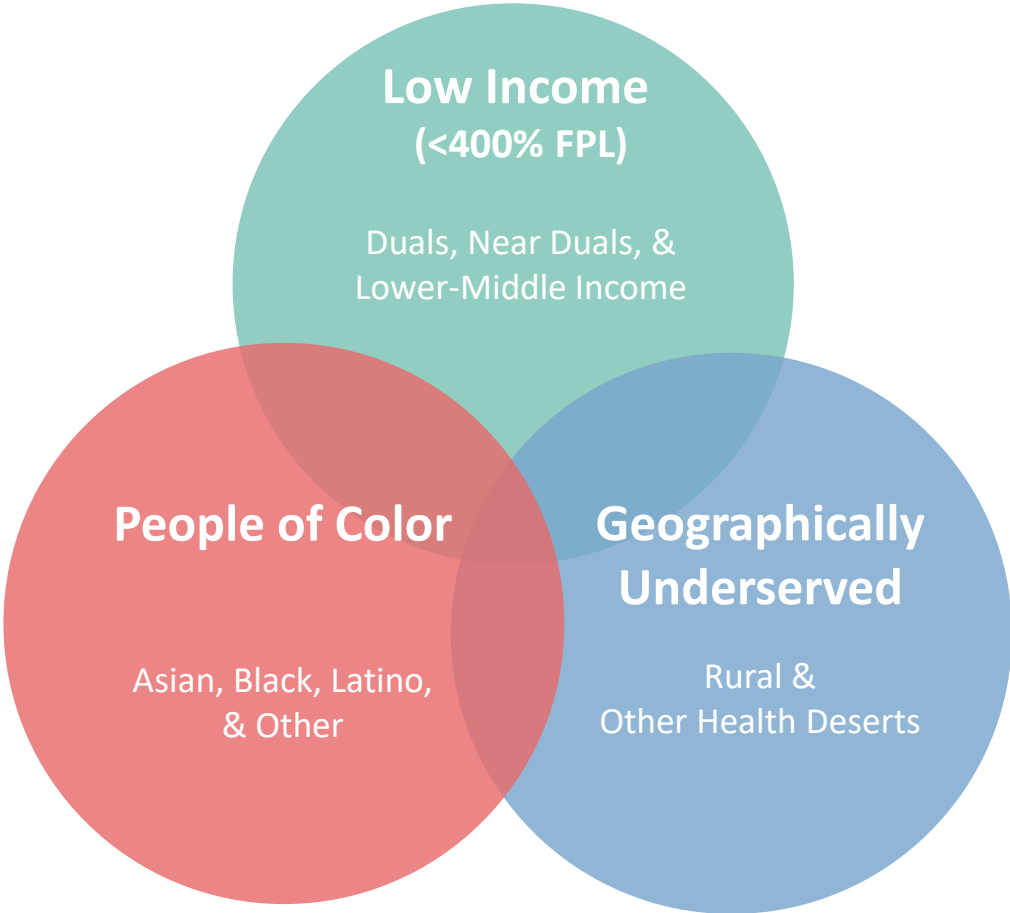 Low Income
(<400% FPL)
Duals, Near Duals, &
Lower-Middle Income
People of Color
Asian, Black, Latino,
& Other
Geographically
Underserved
Rural &
Other Health Deserts